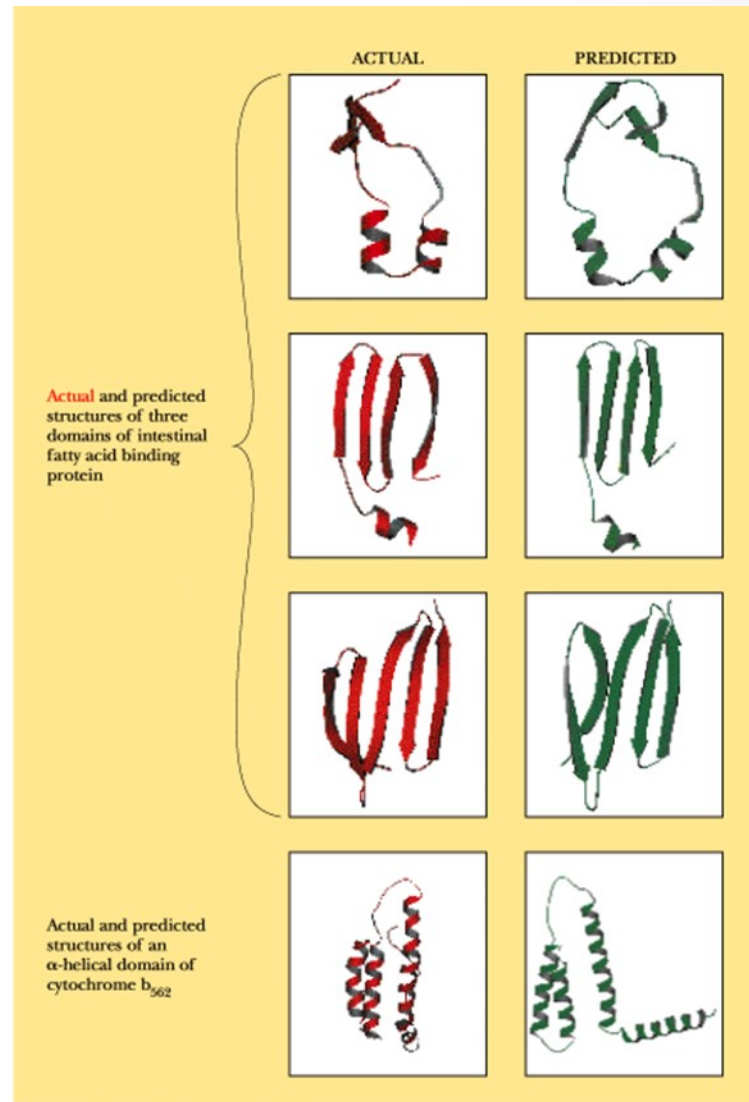 ACTUAL
PREDICTED
Actual and predicted
structures of three
domains of intestinal
fatty acid binding
protein
Actual and predicted
structures of an
α-helical domain of
cytochrome b₅₆₂